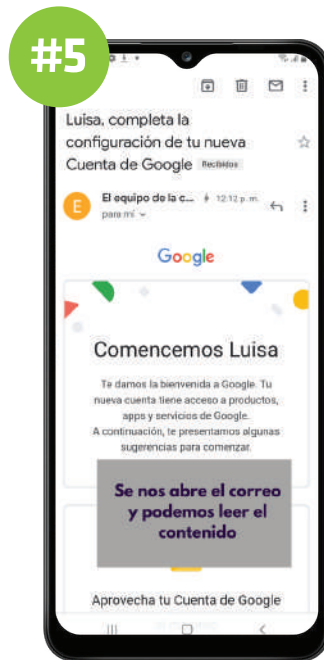 #5
Luisa, completa la
configuración de tu nueva
Cuenta de Google Recibidos
E
El equipo de la c... 12:12 p. m.
para mí
Google
Comencemos Luisa
Te damos la bienvenida a Google. Tu
nueva cuenta tiene acceso a productos,
apps y servicios de Google.
A continuación, te presentamos algunas
sugerencias para comenzar.
Se nos abre el correo
y podemos leer el
contenido
Aprovecha tu Cuenta de Google